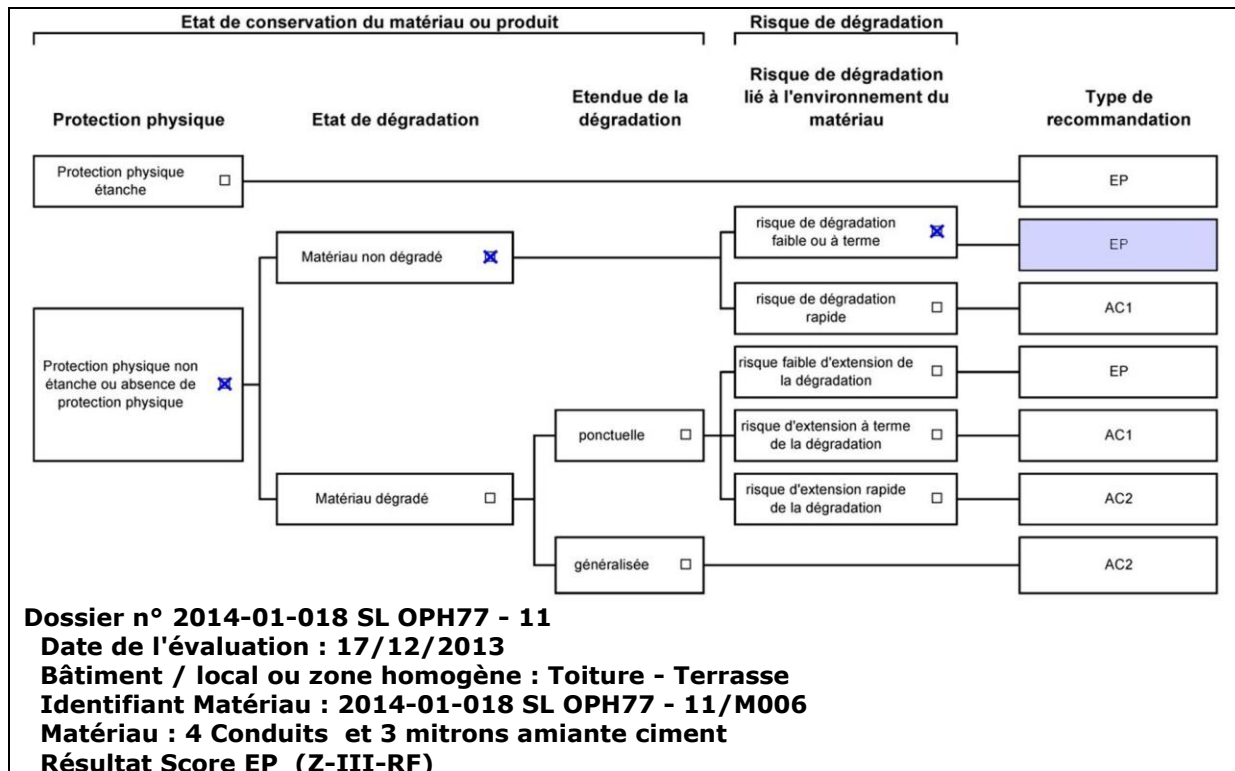 Etat de conservation du matériau ou produit
Risque de dégradation
Protection physique
Etat de dégradation
Etendue de la
dégradation
Risque de dégradation
lié à l'environnement du
matériau
Type de
recommandation
Protection physique
étanche
EP
risque de dégradation
faible ou à terme
EP
Matériau non dégradé
risque de dégradation
rapide
AC1
Protection physique non
étanche ou absence de
protection physique
risque faible d'extension de
la dégradation
EP
ponctuelle
risque d'extension à terme
de la dégradation
AC1
Matériau dégradé
risque d'extension rapide
de la dégradation
AC2
généralisée
AC2
Dossier n° 2014-01-018 SL OPH77 - 11
Date de l'évaluation : 17/12/2013
Bâtiment / local ou zone homogène : Toiture - Terrasse
Identifiant Matériau : 2014-01-018 SL OPH77 - 11/M006
Matériau : 4 Conduits et 3 mitrons amiante ciment
Résultat Score EP (Z-III-RF)